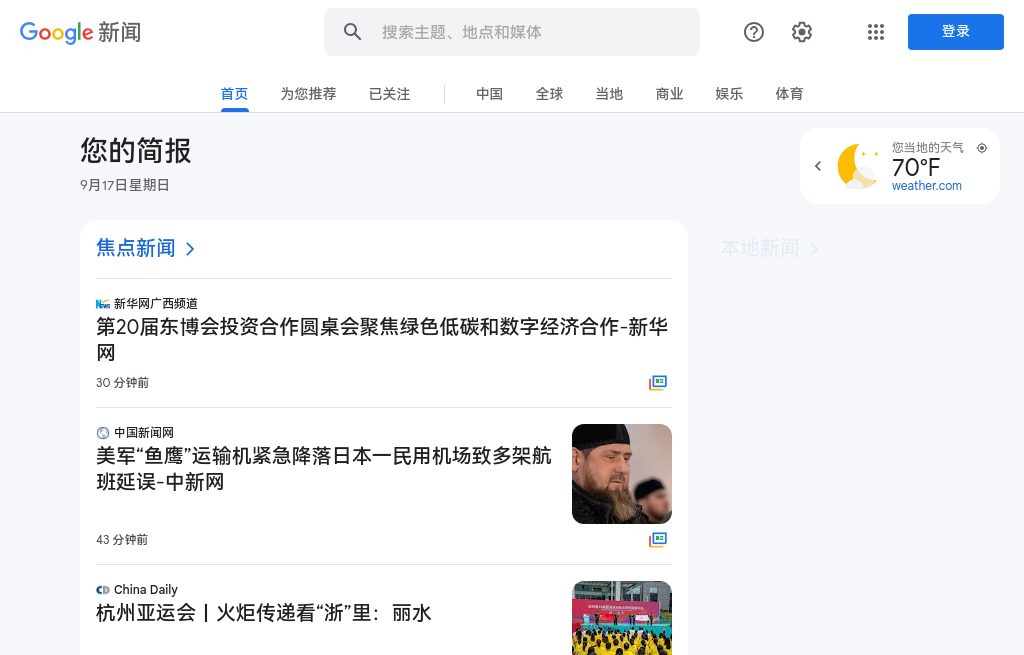 Google 新闻
搜索主题、地点和媒体
登录
首页
为您推荐
已关注
中国
全球
当地
商业
娱乐
体育
您的简报
9月17日星期日
您当地的天气
70°F
weather.com
焦点新闻
本地新闻
新华网广西频道
第20届东博会投资合作圆桌会聚焦绿色低碳和数字经济合作-新华
网
30 分钟前
中国新闻网
美军“鱼鹰”运输机紧急降落日本一民用机场致多架航
班延误-中新网
43 分钟前
China Daily
杭州亚运会丨火炬传递看“浙”里：丽水